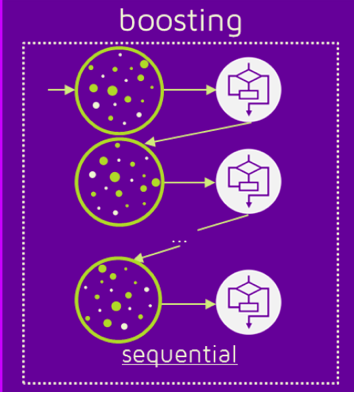 boosting
...
sequential